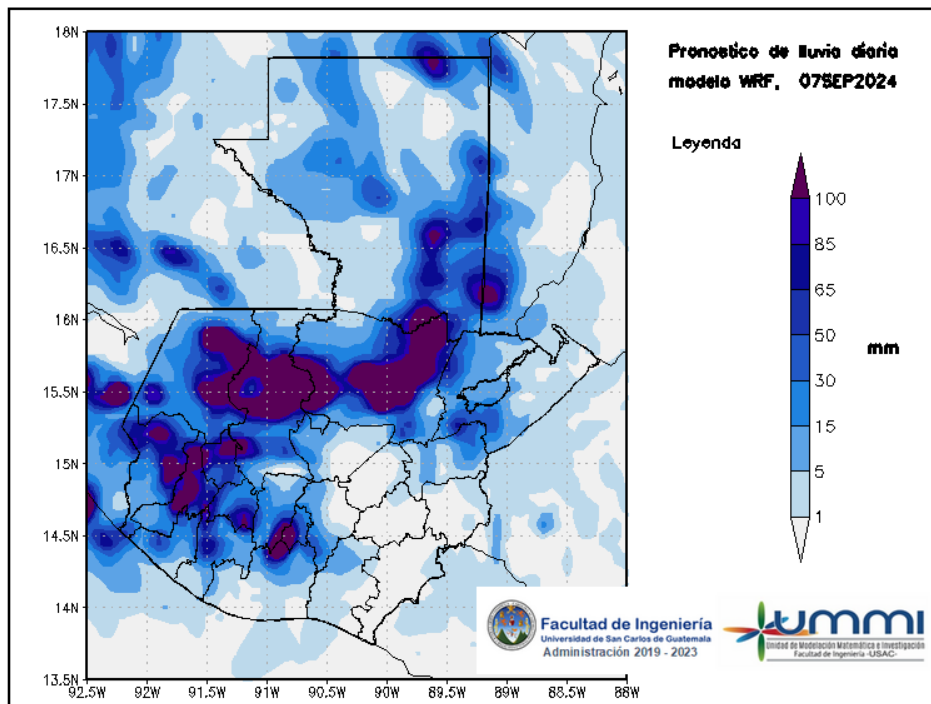 18N
17.5N
17N
16.5N
16N
15.5N
15N
14.5N
14N
13.5N
92.5W 92W 91.5W 91W 90.5W 90W 89.5W 89W 88.5W 88W
Pronostico de lluvia diaria
modelo WRF, 07SEP2024
Leyenda
100
85
65
50
30
15
5
1
mm
Facultad de Ingeniería
Universidad de San Carlos de Guatemala
Administración 2019 - 2023
UMMI
Unidad de Modelación Matemática e Investigación
Facultad de Ingeniería -USAC-